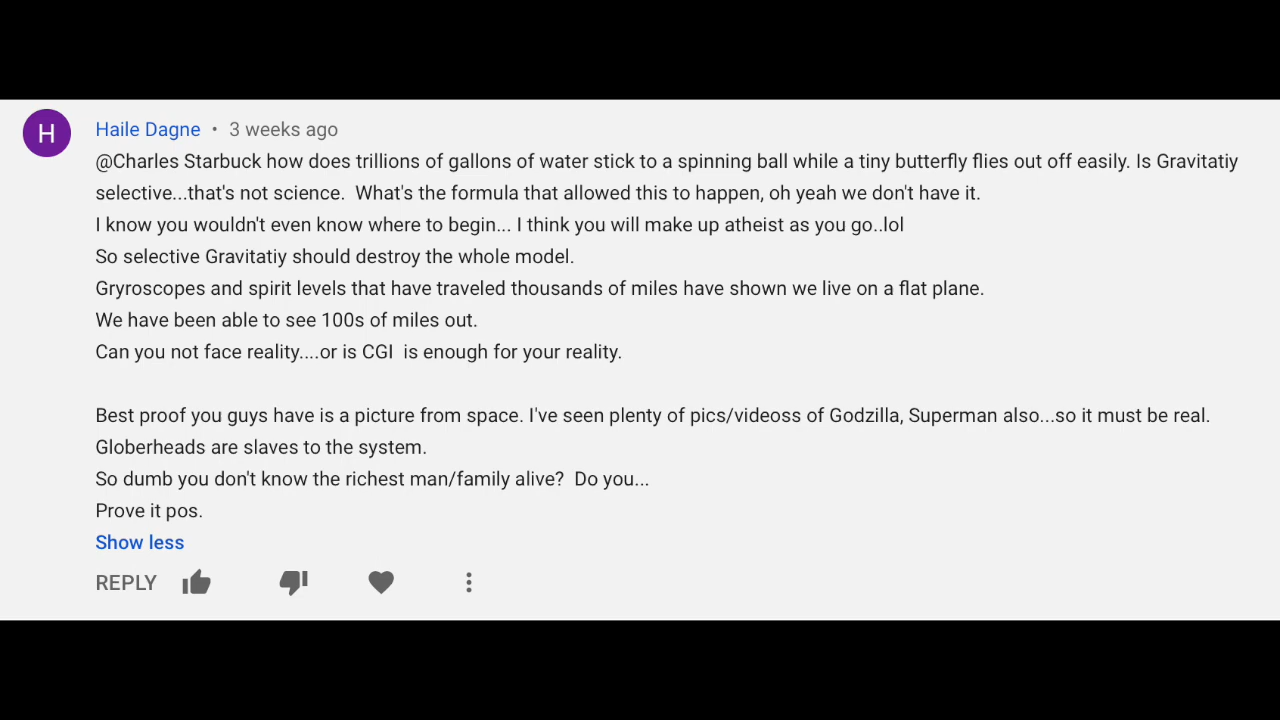 H
Haile Dagne • 3 weeks ago
@Charles Starbuck how does trillions of gallons of water stick to a spinning ball while a tiny butterfly flies out off easily. Is Gravitatiy
selective...that's not science.  What's the formula that allowed this to happen, oh yeah we don't have it.
I know you wouldn't even know where to begin... I think you will make up atheist as you go..lol
So selective Gravitatiy should destroy the whole model.
Gryroscopes and spirit levels that have traveled thousands of miles have shown we live on a flat plane.
We have been able to see 100s of miles out.
Can you not face reality....or is CGI  is enough for your reality.
Best proof you guys have is a picture from space. I've seen plenty of pics/videoss of Godzilla, Superman also...so it must be real.
Globerheads are slaves to the system.
So dumb you don't know the richest man/family alive?  Do you...
Prove it pos.
Show less
REPLY